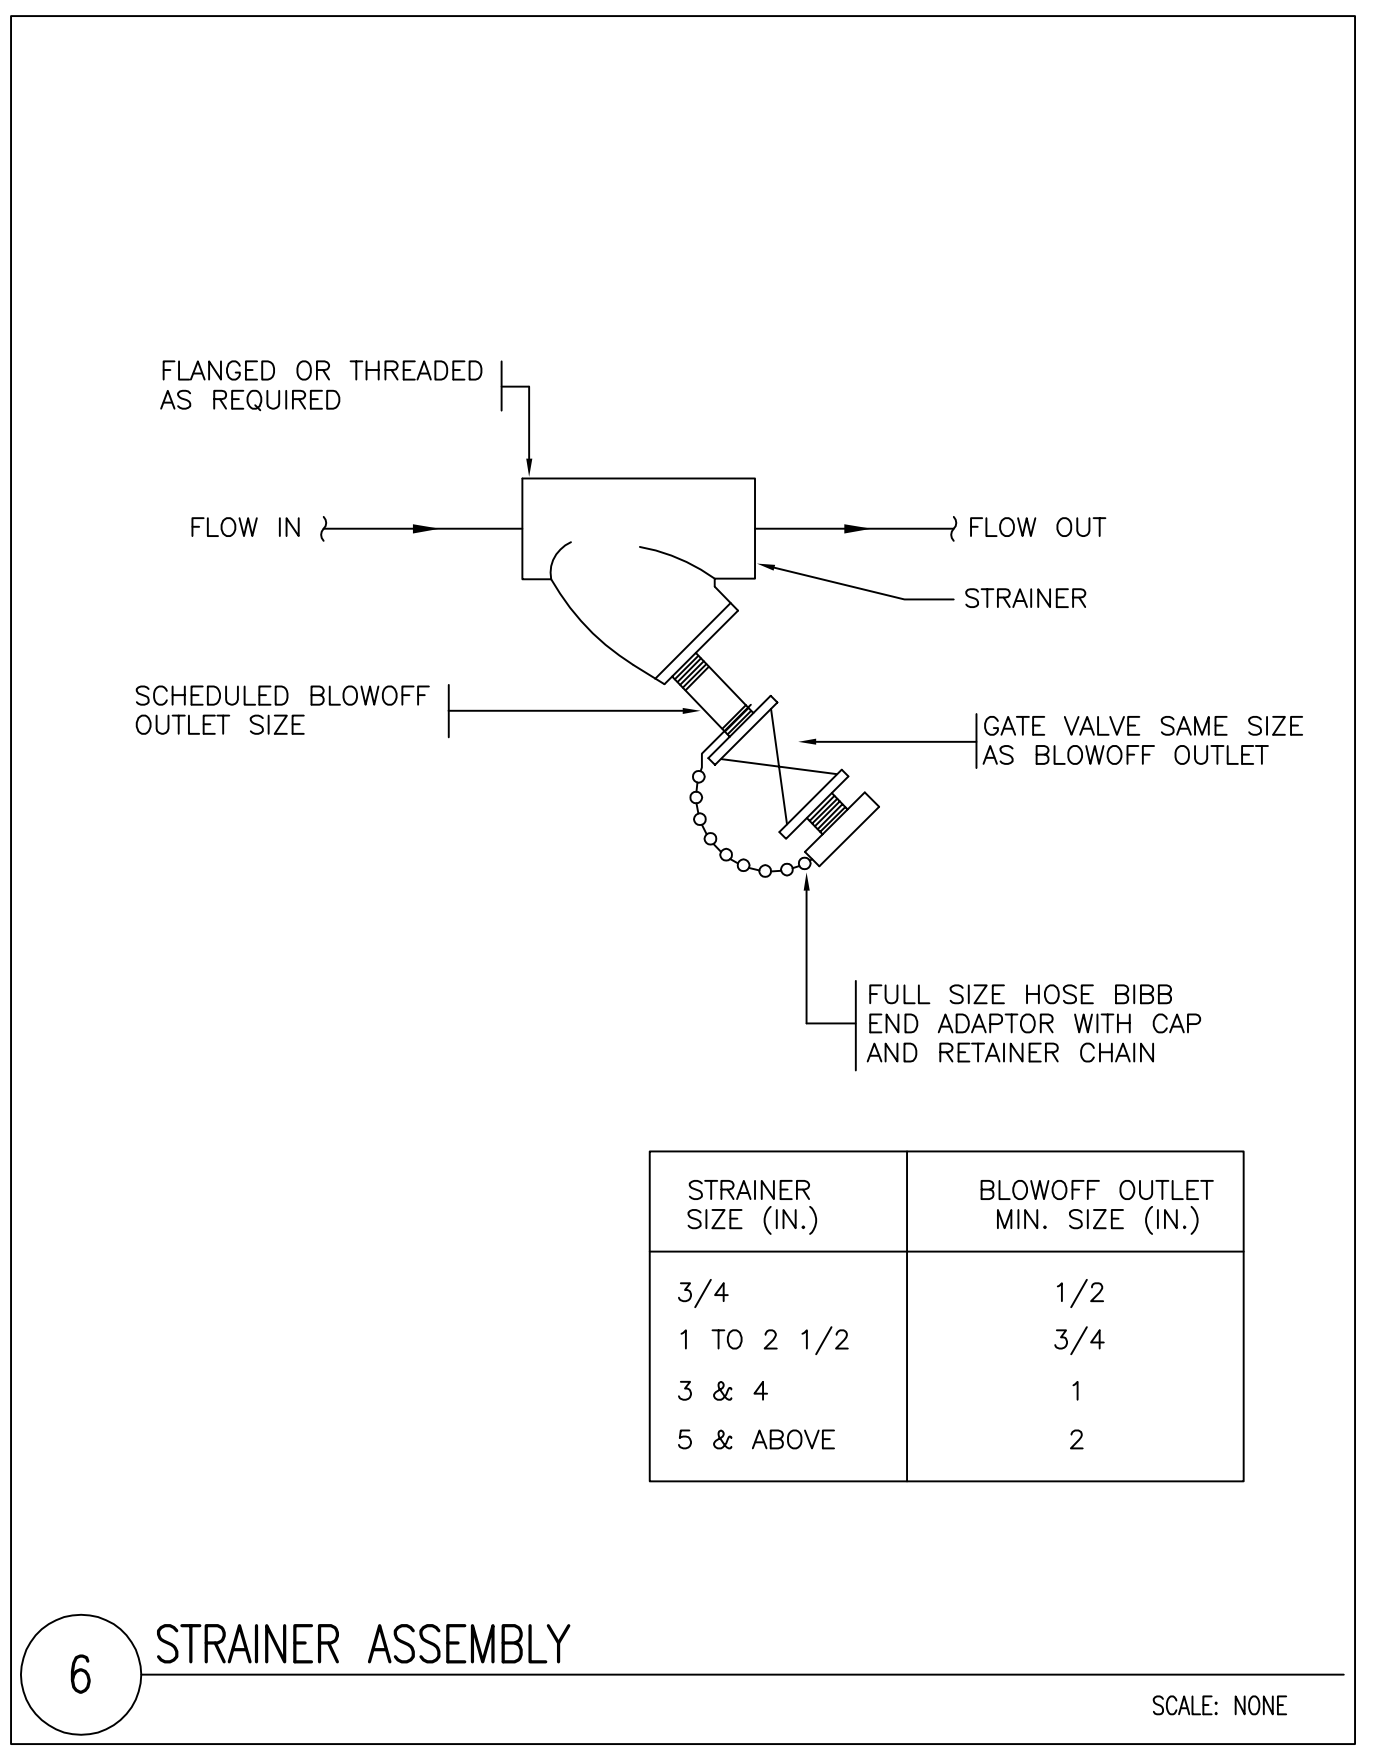 FLANGED OR THREADED
AS REQUIRED
FLOW IN
FLOW OUT
STRAINER
SCHEDULED BLOWOFF
OUTLET SIZE
GATE VALVE SAME SIZE
AS BLOWOFF OUTLET
FULL SIZE HOSE BIBB
END ADAPTOR WITH CAP
AND RETAINER CHAIN
STRAINER
SIZE (IN.)
BLOWOFF OUTLET
MIN. SIZE (IN.)
3/4 1/2
1 TO 2 1/2 3/4
3 & 4 1
5 & ABOVE 2
6
STRAINER ASSEMBLY
SCALE: NONE